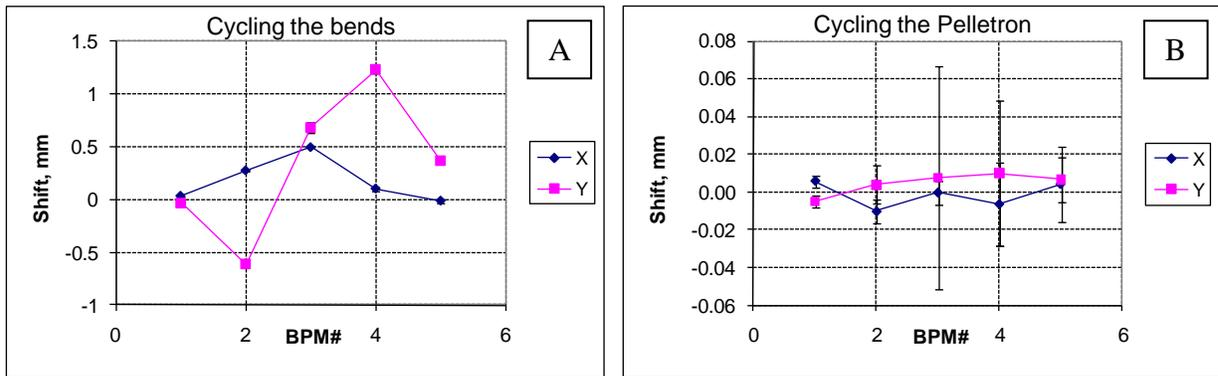 Cycling the bends
A
1.5
1
0.5
0
-0.5
-1
Shift, mm
0 2 4 6
BPM#
X
Y
Cycling the Pelletron
B
0.08
0.06
0.04
0.02
0.00
-0.02
-0.04
-0.06
Shift, mm
0 2 4 6
BPM#
X
Y